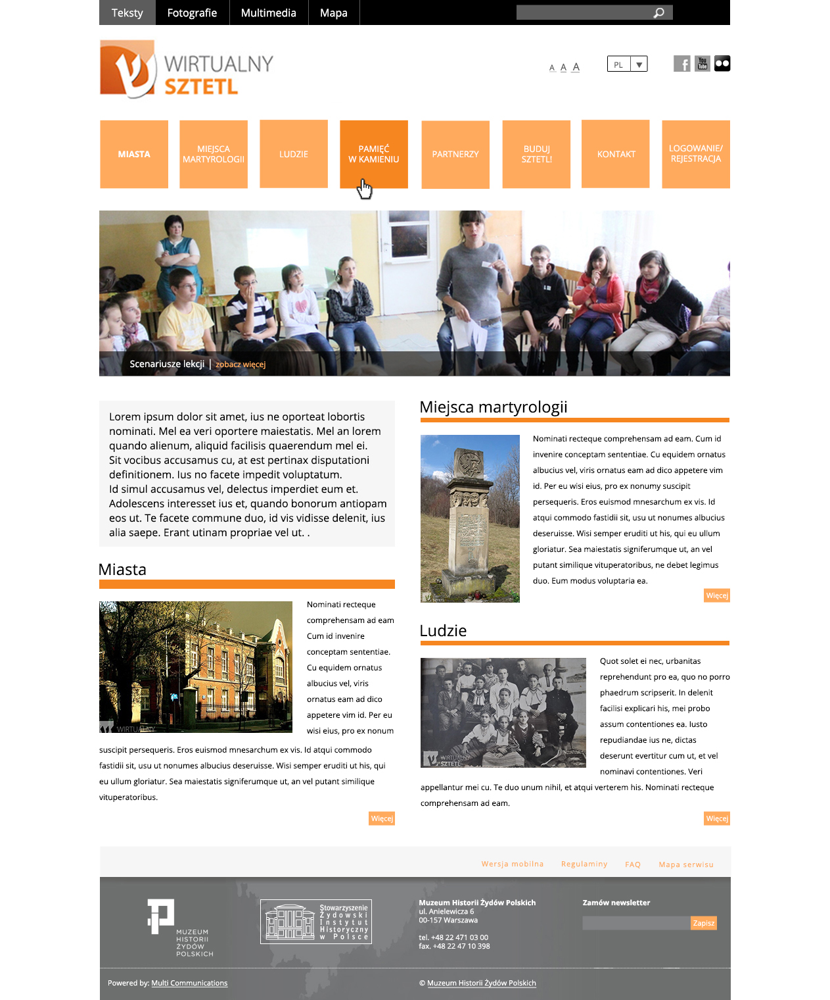 Teksty Fotografie Multimedia Mapa
WIRTUALNY
SZTETL
A A A
PL
f
You
Tube
MIASTA
MIEJSCA
MARTYROLOGII
LUDZIE
PAMIĘĆ
W KAMIENIU
PARTNERZY
BUDUJ
SZTETL!
KONTAKT
LOGOWANIE/
REJESTRACJA
Scenariusze lekcji | zobacz więcej
Lorem ipsum dolor sit amet, ius ne oporteat lobortis
nominati. Mel ea veri oportere maiestatis. Mel an lorem
quando alienum, aliquid facilisis quaerendum mel ei.
Sit vocibus accusamus cu, at est pertinax disputationi
definitionem. Ius no facete impedit voluptatum.
Id simul accusamus vel, delectus imperdiet eum et.
Adolescens interesset ius et, quando bonorum antiopam
eos ut. Te facete commune duo, id vis vidisse delenit, ius
alia saepe. Erant utinam propriae vel ut. .
Miasta
Nominati recteque
comprehensam ad eam
Cum id invenire
conceptam sententiae.
Cu equidem ornatus
albucius vel, viris
ornatus eam ad dico
appetere vim id. Per eu
wisi eius, pro ex nonum
WIRTUALNY
suscipit persequeris. Eros euismod mnesarchum ex vis. Id atqui commodo
fastidii sit, usu ut nonumes albucius deseruisse. Wisi semper eruditi ut his, qui
eu ullum gloriatur. Sea maiestatis signiferumque ut, an vel putant similique
vituperatoribus.
Więcej
Miejsca martyrologii
Nominati recteque comprehensam ad eam. Cum id
invenire conceptam sententiae. Cu equidem ornatus
albucius vel, viris ornatus eam ad dico appetere vim
id. Per eu wisi eius, pro ex nonumy suscipit
persequeris. Eros euismod mnesarchum ex vis. Id
atqui commodo fastidii sit, usu ut nonumes albucius
deseruisse. Wisi semper eruditi ut his, qui eu ullum
gloriatur. Sea maiestatis signiferumque ut, an vel
putant similique vituperatoribus, ne debet legimus
duo. Eum modus voluptaria ea.
SZTETL
Więcej
Ludzie
Quot solet ei nec, urbanitas
reprehendunt pro ea, quo no porro
phaedrum scripserit. In delenit
facilisi explicari his, mei probo
assum contentiones ea. Iusto
repudiandae ius ne, dictas
deserunt evertitur cum ut, et vel
nominavi contentiones. Veri
WIRTUALNY
SZTETL
appellantur mei cu. Te duo unum nihil, et atqui verterem his. Nominati recteque
comprehensam ad eam.
Więcej
Wersja mobilna Regulaminy FAQ Mapa serwisu
MUZEUM
HISTORII
ŻYDÓW
POLSKICH
Stowarzyszenie
Żydowski
Instytut
Historyczny
w Polsce
Muzeum Historii Żydów Polskich
ul. Anielewicza 6
00-157 Warszawa
tel. +48 22 471 03 00
fax. +48 22 47 10 398
Zamów newsletter
Zapisz
Powered by: Multi Communications
© Muzeum Historii Żydów Polskich